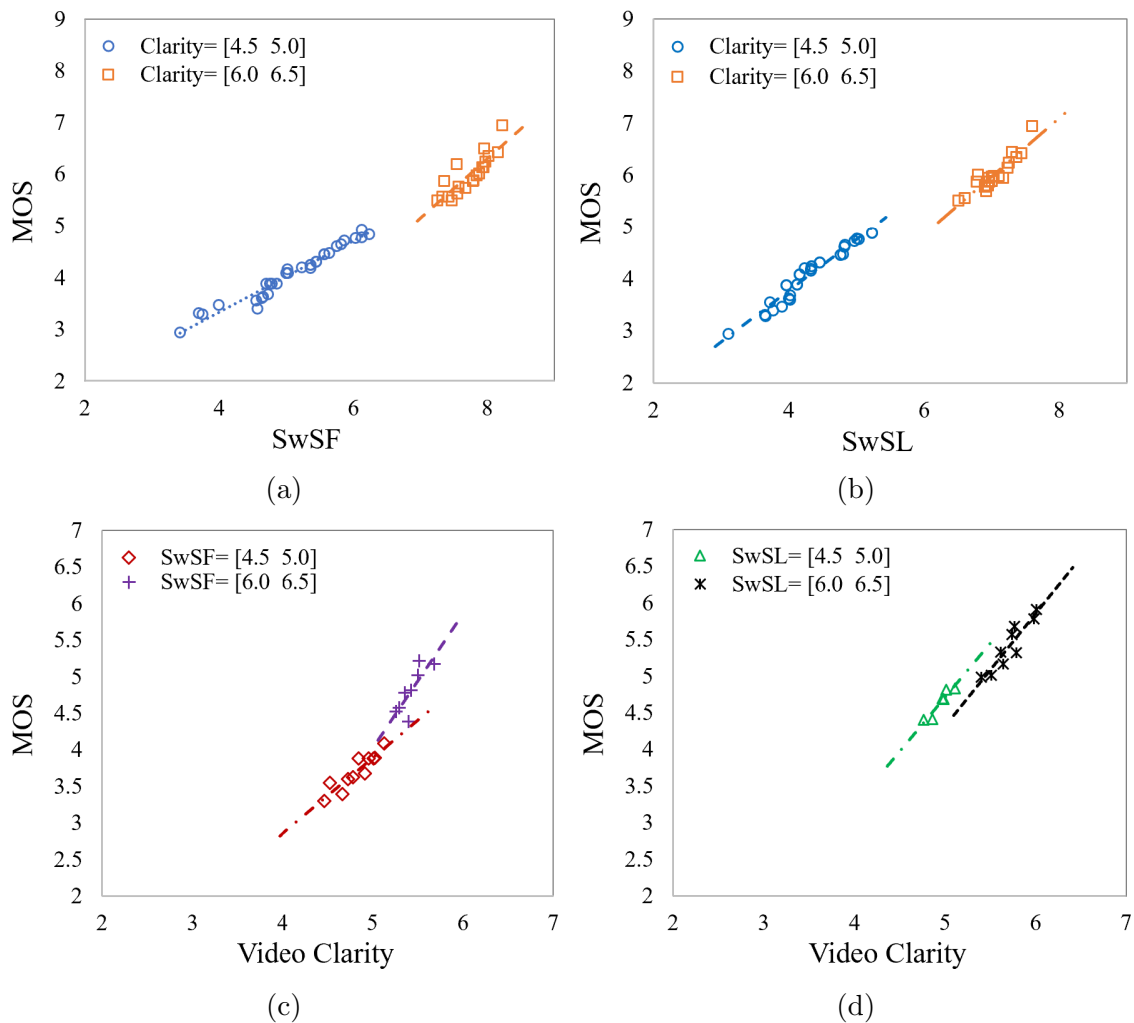 9
8
7
6
5
4
3
2
MOS
Clarity= [4.5 5.0]
Clarity= [6.0 6.5]
2 4 6 8
SwSF
(a)
9
8
7
6
5
4
3
2
MOS
Clarity= [4.5 5.0]
Clarity= [6.0 6.5]
2 4 6 8
SwSL
(b)
7
6.5
6
5.5
5
4.5
4
3.5
3
2.5
2
MOS
SwSF= [4.5 5.0]
SwSF= [6.0 6.5]
2 3 4 5 6 7
Video Clarity
(c)
7
6.5
6
5.5
5
4.5
4
3.5
3
2.5
2
MOS
SwSL= [4.5 5.0]
SwSL= [6.0 6.5]
2 3 4 5 6 7
Video Clarity
(d)